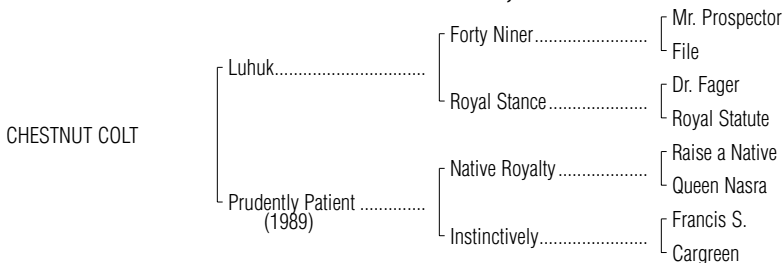 Mr. Prospector
Forty Niner........................
File
Luhuk................................
Dr. Fager
Royal Stance.....................
Royal Statute
CHESTNUT COLT
Raise a Native
Native Royalty...................
Queen Nasra
Prudently Patient ..............
(1989)
Francis S.
Instinctively.......................
Cargreen